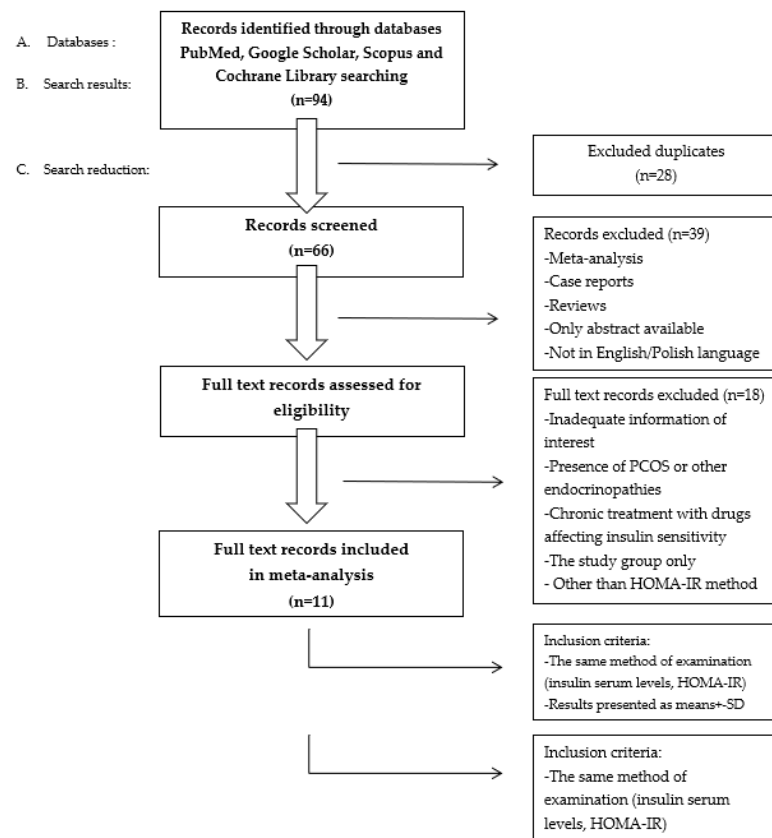 A. Databases :
B. Search results:
C. Search reduction:
Records identified through databases
PubMed, Google Scholar, Scopus and
Cochrane Library searching
(n=94)
Excluded duplicates
(n=28)
Records screened
(n=66)
Records excluded (n=39)
-Meta-analysis
-Case reports
-Reviews
-Only abstract available
-Not in English/Polish language
Full text records assessed for
eligibility
Full text records excluded (n=18)
-Inadequate information of
interest
-Presence of PCOS or other
endocrinopathies
-Chronic treatment with drugs
affecting insulin sensitivity
-The study group only
- Other than HOMA-IR method
Full text records included
in meta-analysis
(n=11)
Inclusion criteria:
-The same method of examination
(insulin serum levels, HOMA-IR)
-Results presented as means+-SD
Inclusion criteria:
-The same method of
examination (insulin serum
levels, HOMA-IR)